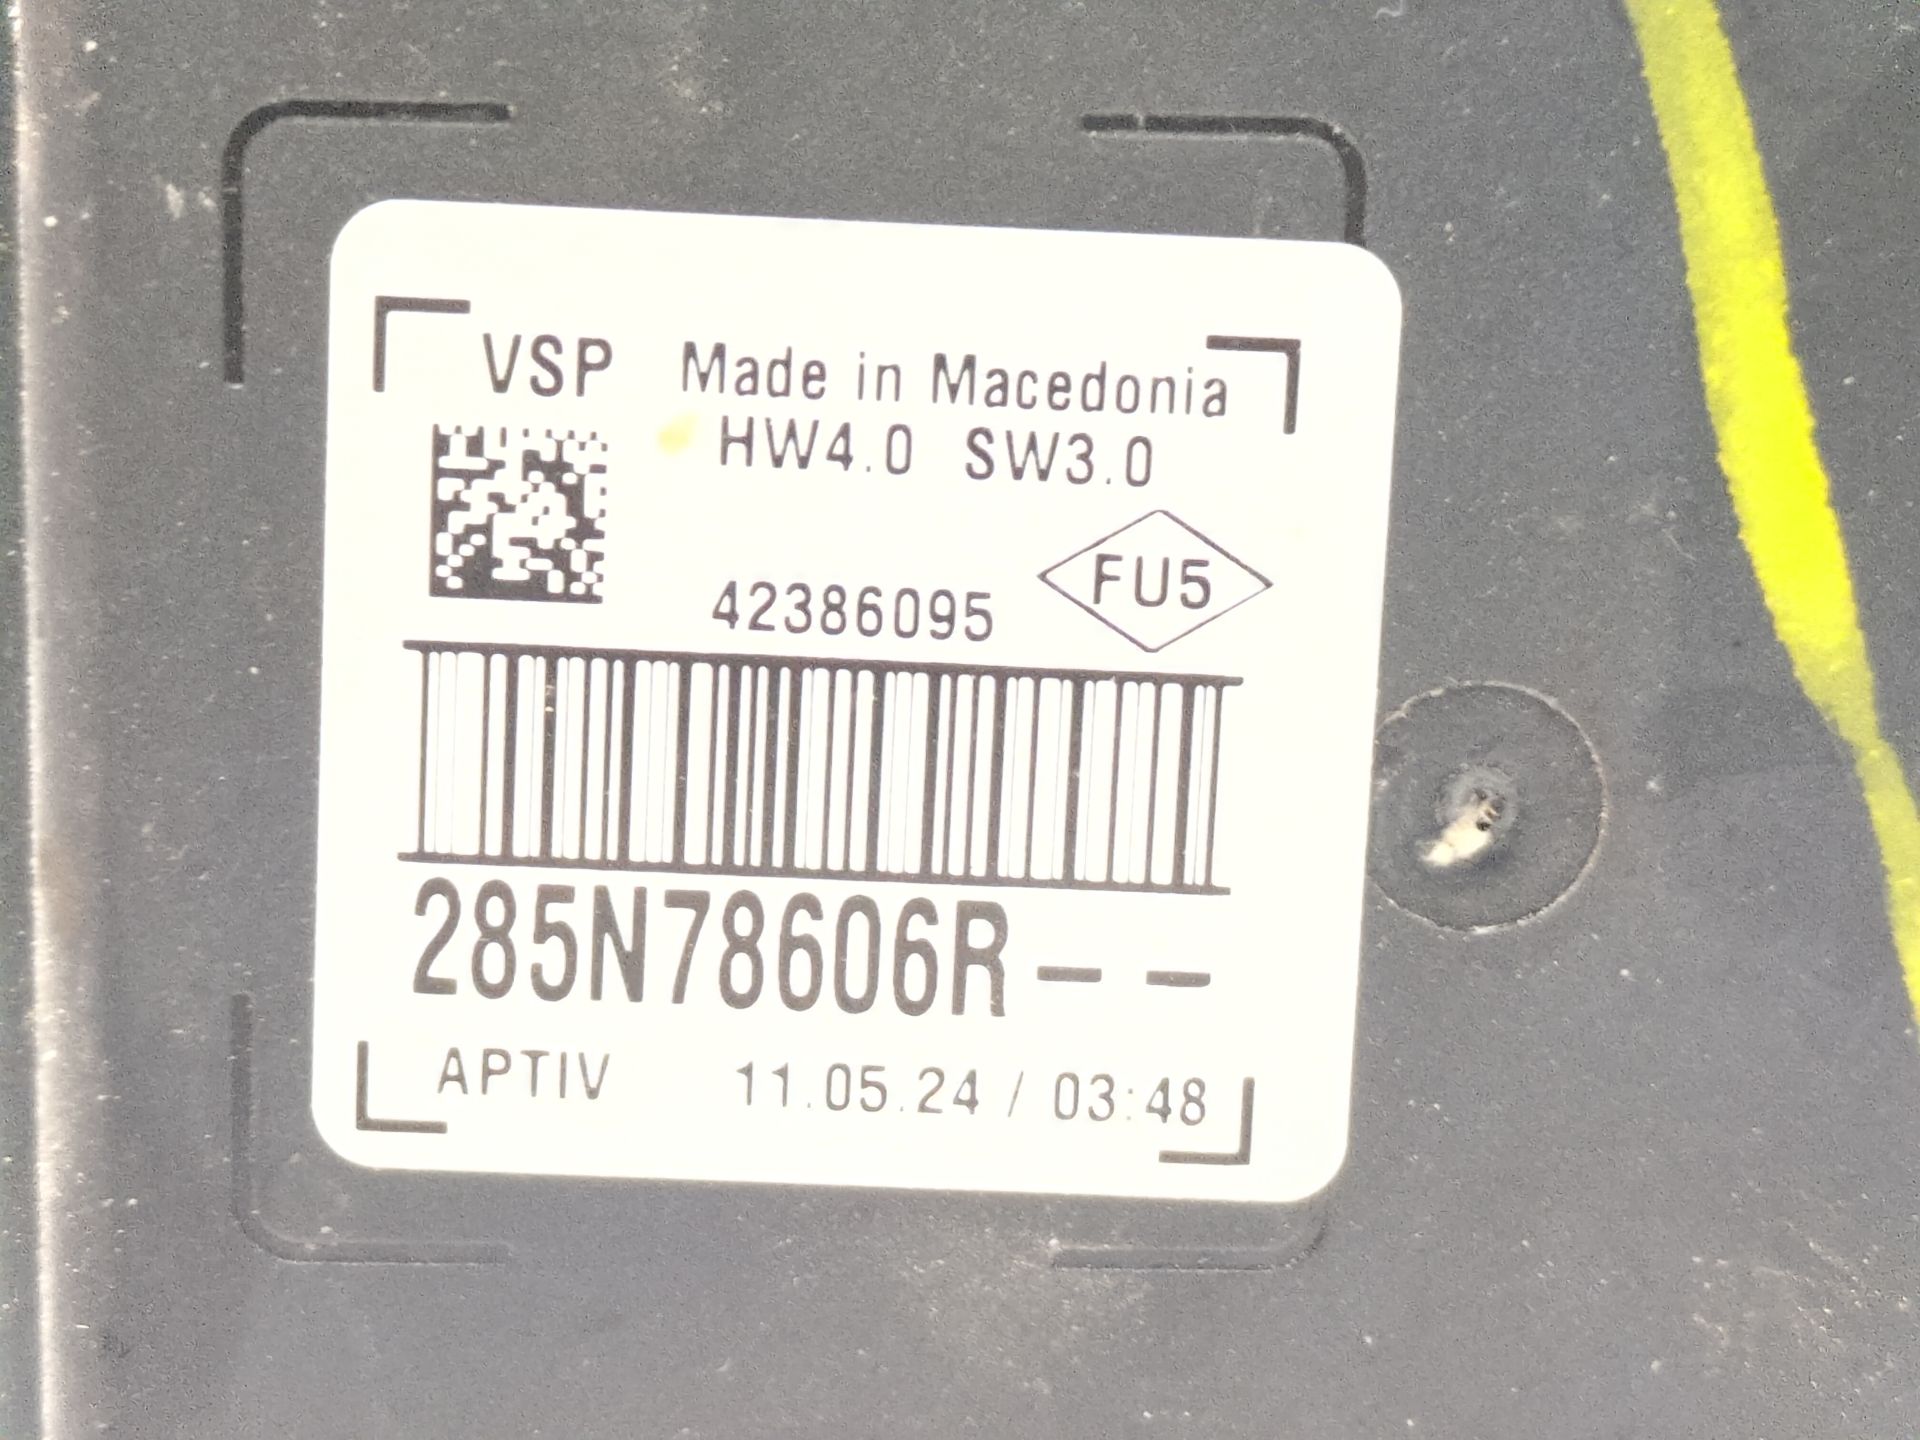 VSP Made in Macedonia
HW4.0 SW3.0
FU5
42386095
285N78606R--
APTIV 11.05.24 / 03:48